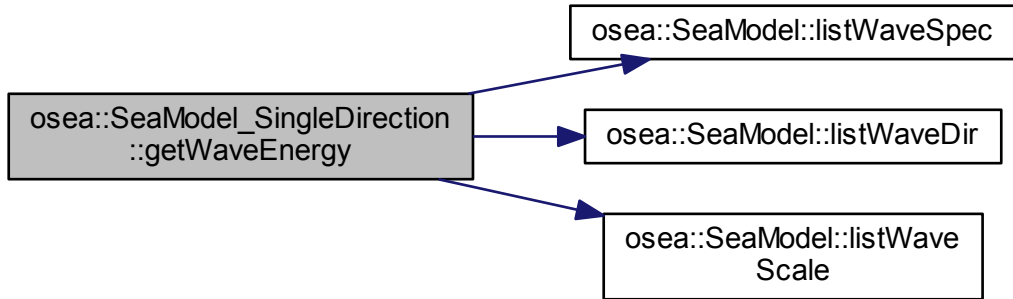 osea::SeaModel::listWaveSpec
osea::SeaModel_SingleDirection
::getWaveEnergy
osea::SeaModel::listWaveDir
osea::SeaModel::listWave
Scale